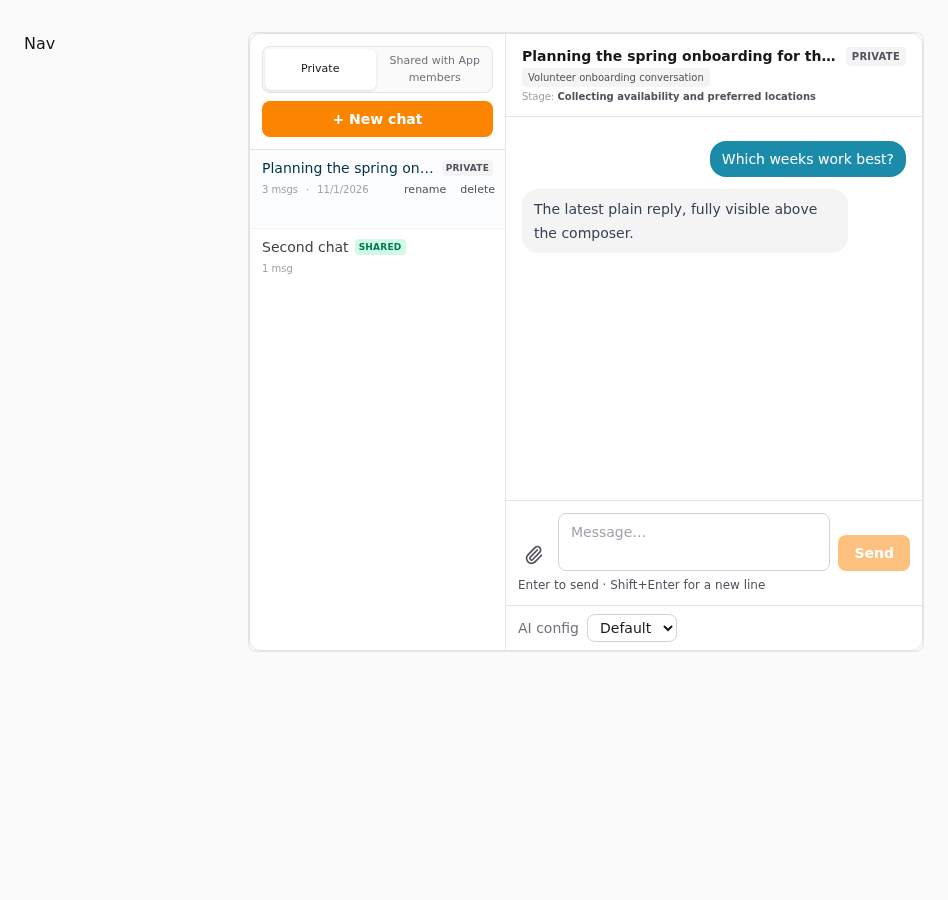 Nav
Private
Shared with App
members
+ New chat
Planning the spring on… PRIVATE
3 msgs · 11/1/2026 rename delete
Second chat SHARED
1 msg
Planning the spring onboarding for th… PRIVATE
Volunteer onboarding conversation
Stage: Collecting availability and preferred locations
Which weeks work best?
The latest plain reply, fully visible above
the composer.
Message…
Send
Enter to send · Shift+Enter for a new line
AI config Default